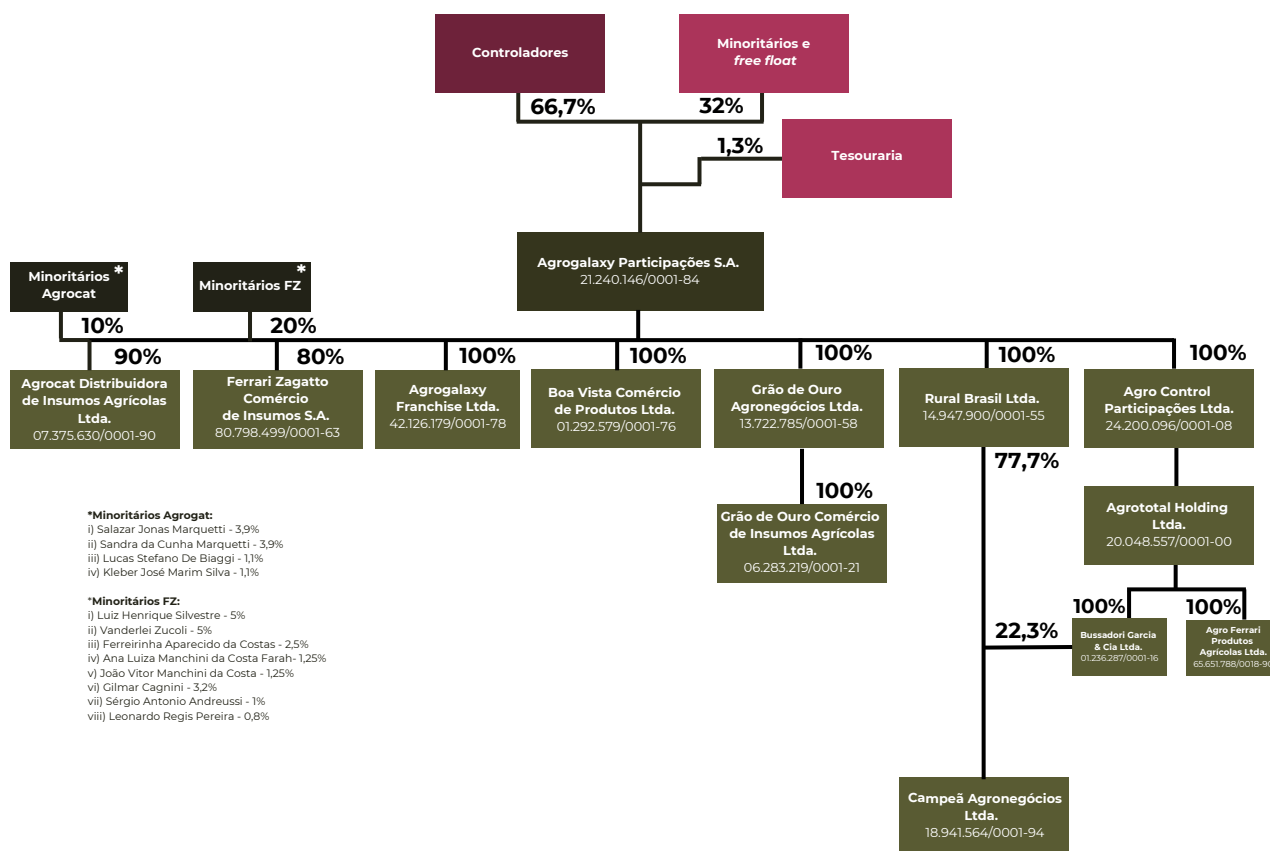 Controladores
Minoritários e
free float
66,7%
32%
1,3%
Tesouraria
Agrogalaxy Participações S.A.
21.240.146/0001-84
Minoritários *
Agrocat
Minoritários FZ *
10%
20%
90%
80%
100%
100%
100%
100%
100%
Agrocat Distribuidora
de Insumos Agrícolas
Ltda.
07.375.630/0001-90
Ferrari Zagatto
Comércio
de Insumos S.A.
80.798.499/0001-63
Agrogalaxy
Franchise Ltda.
42.126.179/0001-78
Boa Vista Comércio
de Produtos Ltda.
01.292.579/0001-76
Grão de Ouro
Agronegócios Ltda.
13.722.785/0001-58
Rural Brasil Ltda.
14.947.900/0001-55
Agro Control
Participações Ltda.
24.200.096/0001-08
77,7%
100%
Grão de Ouro Comércio
de Insumos Agrícolas
Ltda.
06.283.219/0001-21
Agrototal Holding
Ltda.
20.048.557/0001-00
*Minoritários Agrogat:
i) Salazar Jonas Marquetti - 3,9%
ii) Sandra da Cunha Marquetti - 3,9%
iii) Lucas Stefano De Biaggi - 1,1%
iv) Kleber José Marim Silva - 1,1%
*Minoritários FZ:
i) Luiz Henrique Silvestre - 5%
ii) Vanderlei Zucoli - 5%
iii) Ferreirinha Aparecido da Costas - 2,5%
iv) Ana Luiza Manchini da Costa Farah- 1,25%
v) João Vitor Manchini da Costa - 1,25%
vi) Gilmar Cagnini - 3,2%
vii) Sérgio Antonio Andreussi - 1%
viii) Leonardo Regis Pereira - 0,8%
100%
100%
22,3%
Bussadori Garcia
& Cia Ltda.
01.236.287/0001-16
Agro Ferrari
Produtos
Agrícolas Ltda.
65.651.788/0018-90
Campeã Agronegócios
Ltda.
18.941.564/0001-94